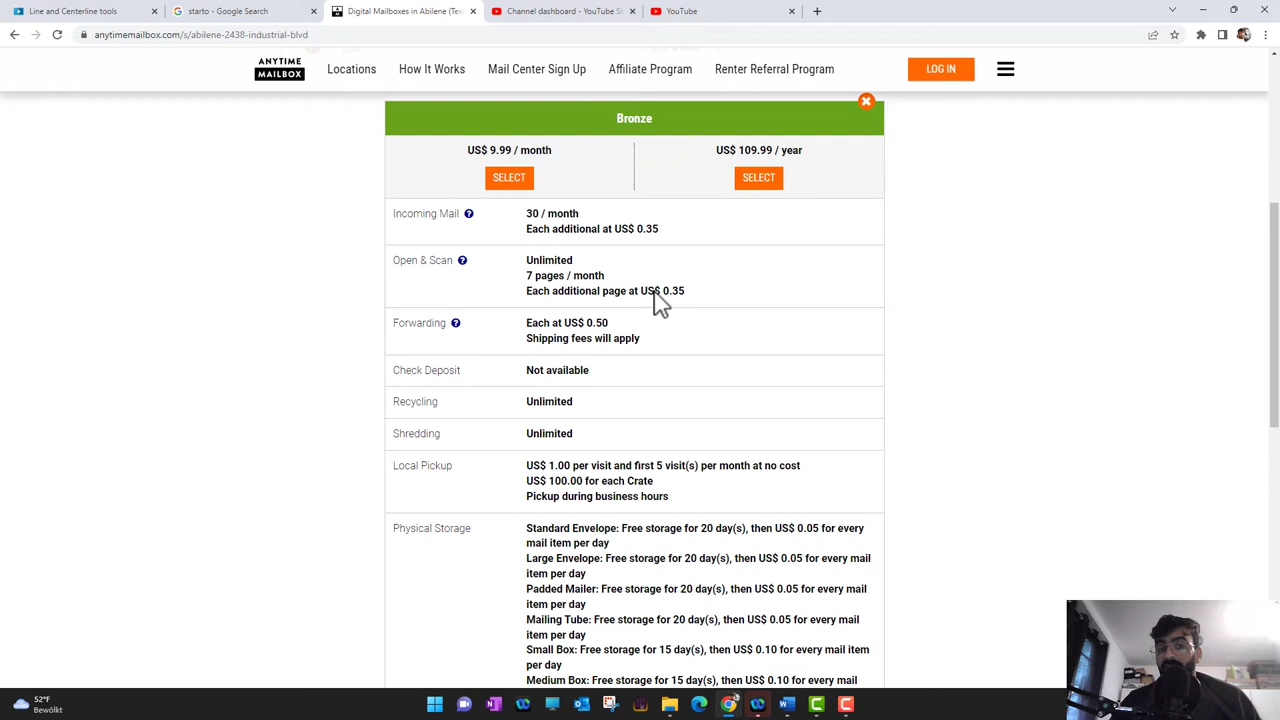 Line and Centerline tools
starto - Google Search
Digital Mailboxes in Abilene (Tex
Channel dashboard - YouTube St
YouTube
anytimemailbox.com/s/abilene-2438-industrial-blvd
ANYTIME
MAILBOX
Locations
How It Works
Mail Center Sign Up
Affiliate Program
Renter Referral Program
LOG IN
Bronze
US$ 9.99 / month
US$ 109.99 / year
SELECT
SELECT
Incoming Mail
30 / month
Each additional at US$ 0.35
Open & Scan
Unlimited
7 pages / month
Each additional page at US$ 0.35
Forwarding
Each at US$ 0.50
Shipping fees will apply
Check Deposit
Not available
Recycling
Unlimited
Shredding
Unlimited
Local Pickup
US$ 1.00 per visit and first 5 visit(s) per month at no cost
US$ 100.00 for each Crate
Pickup during business hours
Physical Storage
Standard Envelope: Free storage for 20 day(s), then US$ 0.05 for every
mail item per day
Large Envelope: Free storage for 20 day(s), then US$ 0.05 for every mail
item per day
Padded Mailer: Free storage for 20 day(s), then US$ 0.05 for every mail
item per day
Mailing Tube: Free storage for 20 day(s), then US$ 0.05 for every mail
item per day
Small Box: Free storage for 15 day(s), then US$ 0.10 for every mail item
per day
Medium Box: Free storage for 15 day(s), then US$ 0.10 for every mail
52°F
Bewölkt